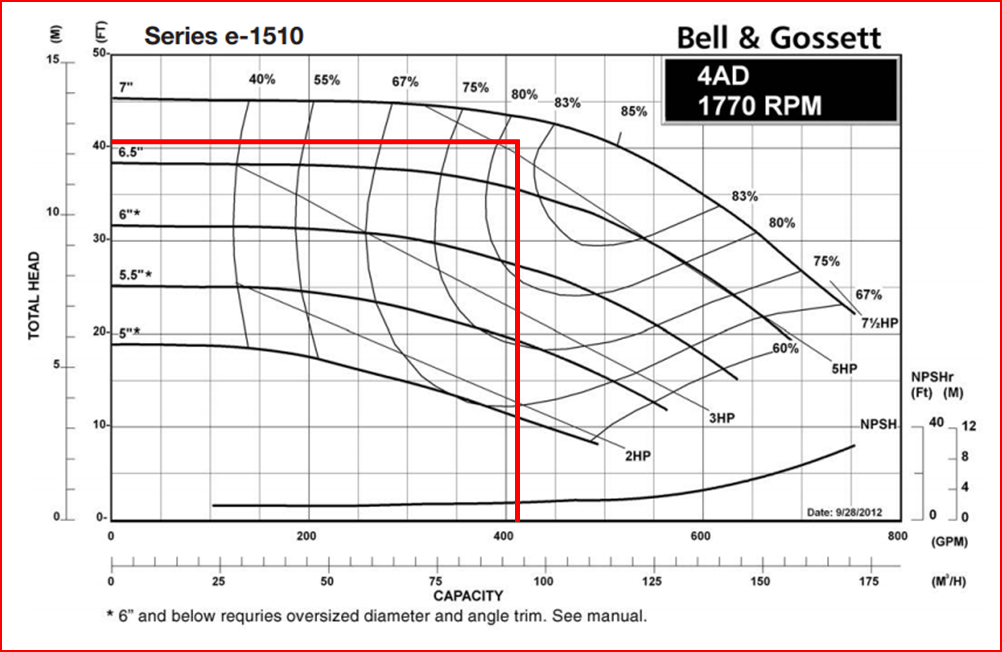 Series e-1510
Bell & Gossett
4AD
1770 RPM
(M)
(FT)
15
10
5
0
50
40
30
20
10
0
TOTAL HEAD
7"
6.5"
6"*
5.5"*
5"*
40%
55%
67%
75%
80%
83%
85%
83%
80%
75%
67%
60%
7½HP
5HP
3HP
2HP
NPSHr
(Ft) (M)
NPSH
40
0
12
8
4
0
Date: 9/28/2012
0
200
400
600
800
(GPM)
0
25
50
75
100
125
150
175
(M³/H)
CAPACITY
* 6” and below requries oversized diameter and angle trim. See manual.